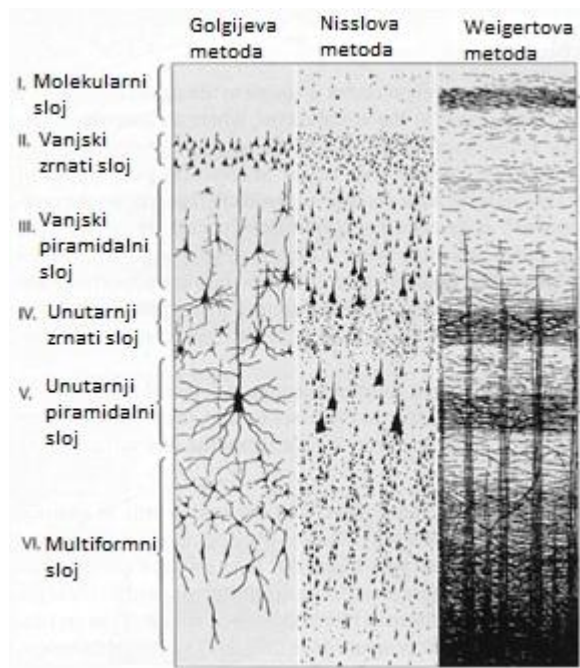 Golgijeva
metoda
Nisslova
metoda
Weigertova
metoda
I. Molekularni
sloj
II. Vanjski
zrnati sloj
III. Vanjski
piramidalni
sloj
IV. Unutarnji
zrnati sloj
V. Unutarnji
piramidalni
sloj
VI. Multiformni
sloj